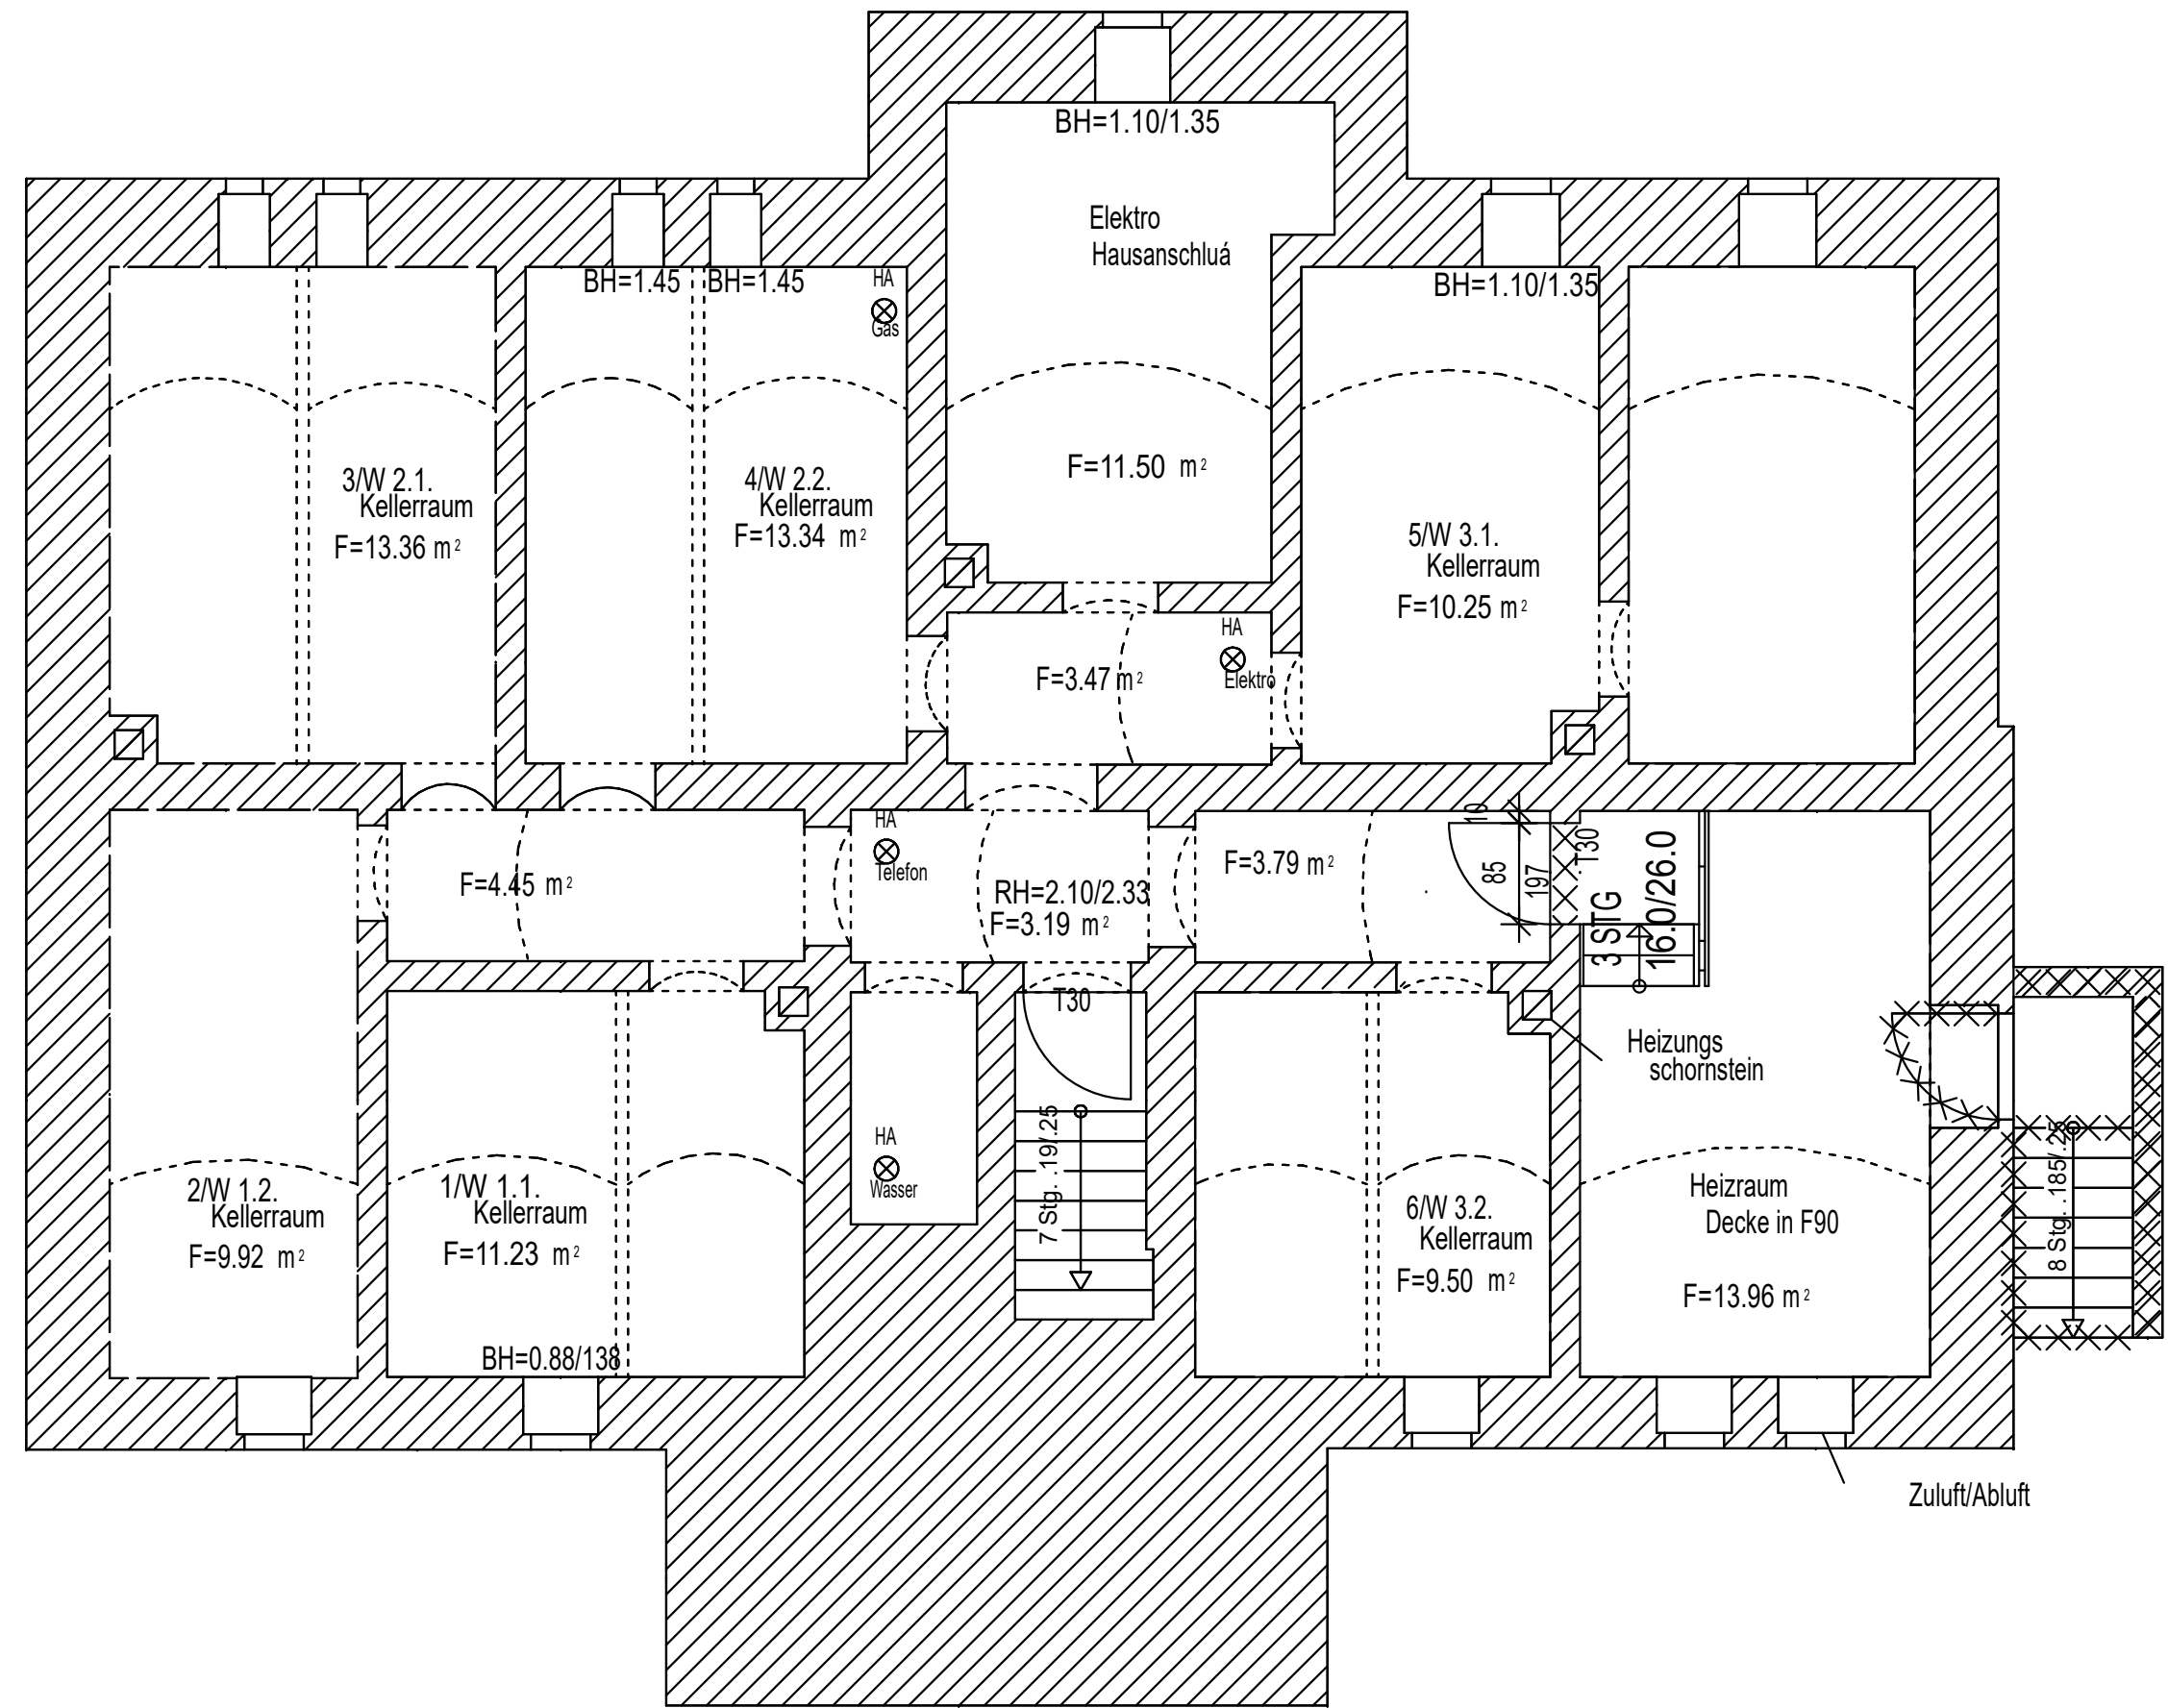 BH=1.10/1.35
Elektro
Hausanschluá
BH=1.45
BH=1.45
HA
Gas
BH=1.10/1.35
3/W 2.1.
Kellerraum
F=13.36 m²
4/W 2.2.
Kellerraum
F=13.34 m²
F=11.50 m²
5/W 3.1.
Kellerraum
F=10.25 m²
HA
Elektro
F=3.47 m²
HA
Telefon
F=4.45 m²
RH=2.10/2.33
F=3.19 m²
F=3.79 m²
10
85
197
T30
3 STG
16.0/26.0
T30
Heizungs
schornstein
7 Stg. .19/.25
HA
Wasser
2/W 1.2.
Kellerraum
F=9.92 m²
1/W 1.1.
Kellerraum
F=11.23 m²
6/W 3.2.
Kellerraum
F=9.50 m²
Heizraum
Decke in F90
F=13.96 m²
8 Stg. .185/.25
BH=0.88/138
Zuluft/Abluft